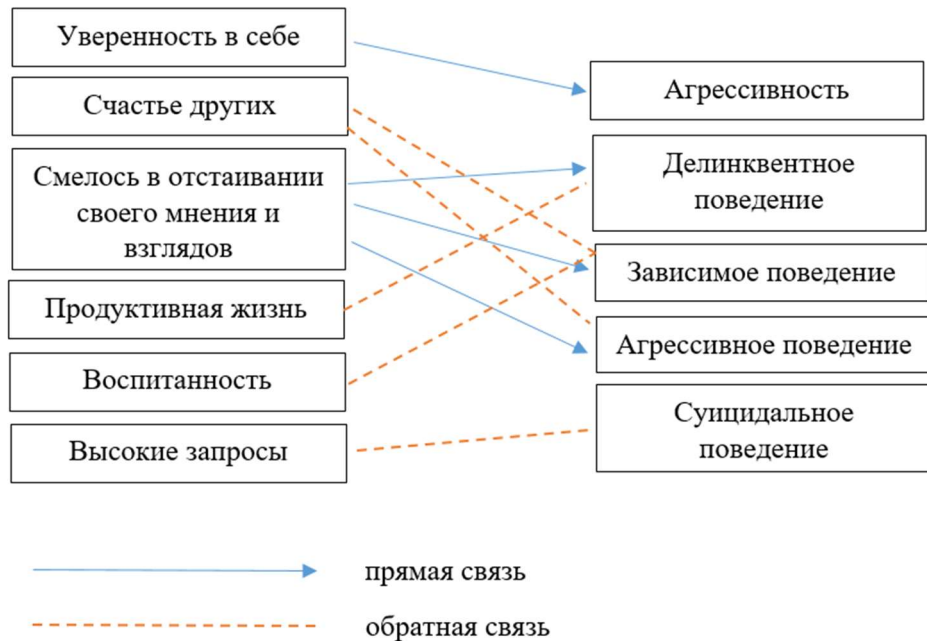 Уверенность в себе
Счастье других
Смелось в отстаивании
своего мнения и
взглядов
Продуктивная жизнь
Воспитанность
Высокие запросы
Агрессивность
Делинквентное
поведение
Зависимое поведение
Агрессивное поведение
Суицидальное
поведение
прямая связь
обратная связь